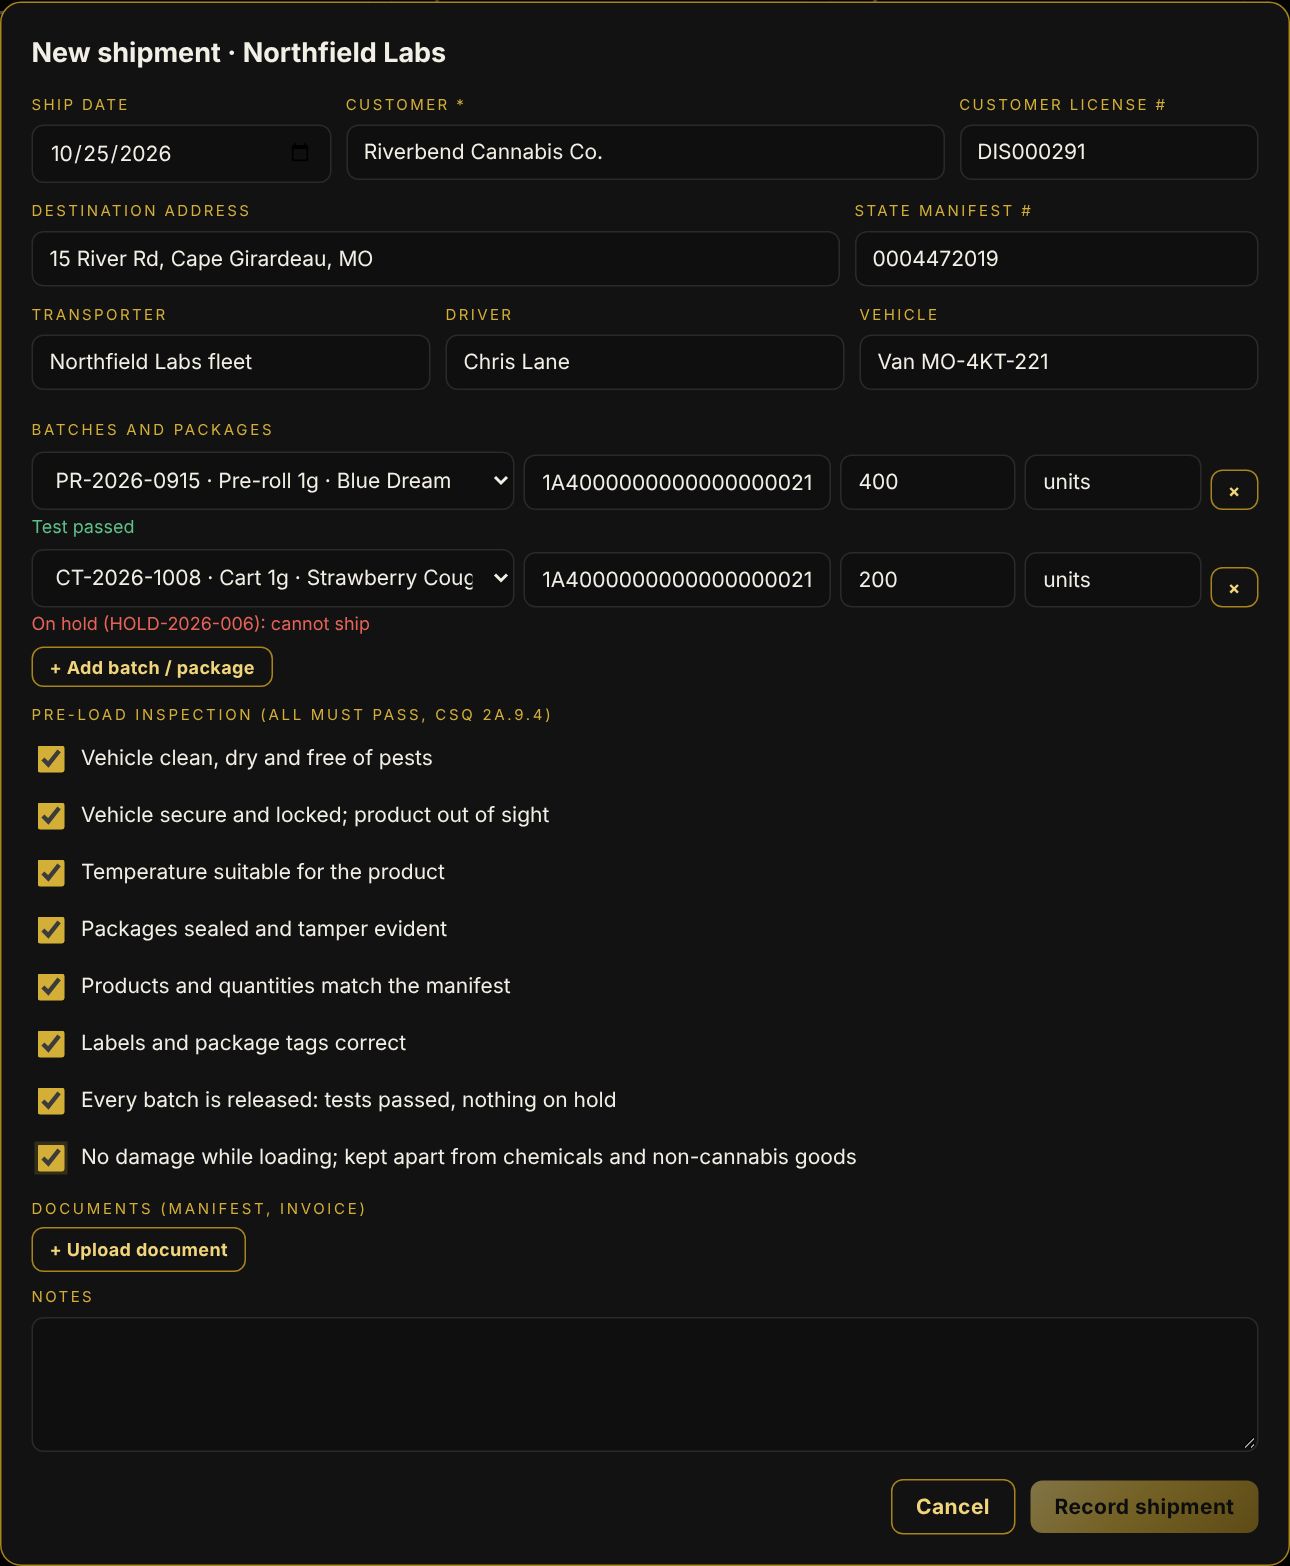 New shipment · Northfield Labs
SHIP DATE
CUSTOMER *
CUSTOMER LICENSE #
10/25/2026
Riverbend Cannabis Co.
DIS000291
DESTINATION ADDRESS
STATE MANIFEST #
15 River Rd, Cape Girardeau, MO
0004472019
TRANSPORTER
DRIVER
VEHICLE
Northfield Labs fleet
Chris Lane
Van MO-4KT-221
BATCHES AND PACKAGES
PR-2026-0915 · Pre-roll 1g · Blue Dream
1A4000000000000000021
400
units
×
Test passed
CT-2026-1008 · Cart 1g · Strawberry Coug
1A4000000000000000021
200
units
×
On hold (HOLD-2026-006): cannot ship
+ Add batch / package
PRE-LOAD INSPECTION (ALL MUST PASS, CSQ 2A.9.4)
Vehicle clean, dry and free of pests
Vehicle secure and locked; product out of sight
Temperature suitable for the product
Packages sealed and tamper evident
Products and quantities match the manifest
Labels and package tags correct
Every batch is released: tests passed, nothing on hold
No damage while loading; kept apart from chemicals and non-cannabis goods
DOCUMENTS (MANIFEST, INVOICE)
+ Upload document
NOTES
Cancel
Record shipment